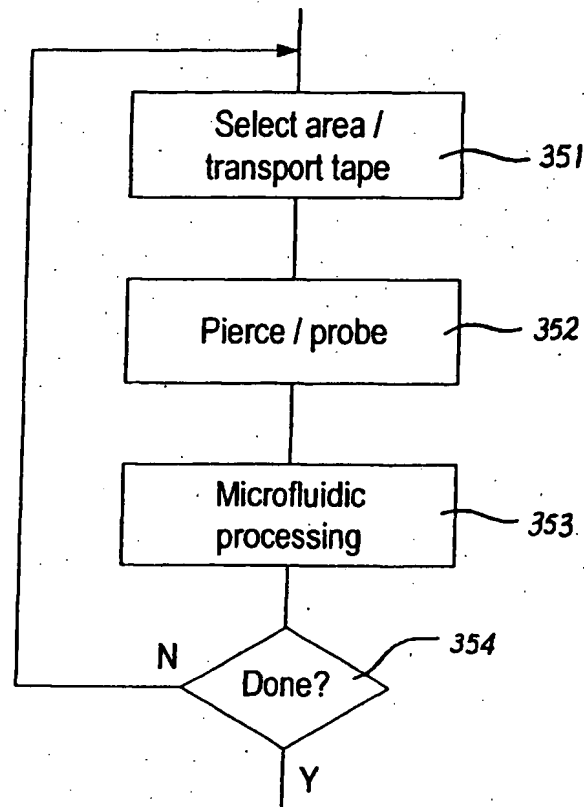 Select area /
transport tape
351
Pierce / probe
352
Microfluidic
processing
353
354
N
Done?
Y